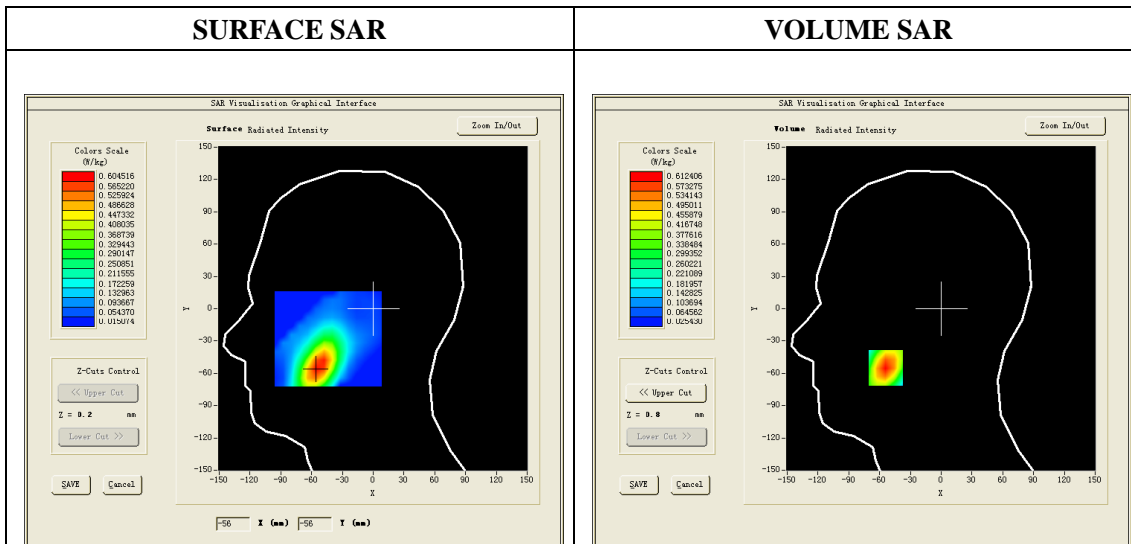 SURFACE SAR
VOLUME SAR
SAR Visualisation Graphical Interface
Surface Radiated Intensity
Zoom In/Out
Colors Scale
(W/kg)
0.604516
0.565220
0.525924
0.486628
0.447332
0.408035
0.368739
0.329443
0.290147
0.250851
0.211555
0.172259
0.132963
0.093667
0.054370
0.015074
150
120
90
60
30
0
-30
-60
-90
-120
-150
Y
-150 -120 -90 -60 -30 0 30 60 90 120 150
X
Z-Cuts Control
<< Upper Cut
Z = 0.2 mm
Lower Cut >>
SAVE Cancel
-56 X (mm) -56 Y (mm)
SAR Visualisation Graphical Interface
Volume Radiated Intensity
Zoom In/Out
Colors Scale
(W/kg)
0.612406
0.573275
0.534143
0.495011
0.455879
0.416748
0.377616
0.338484
0.299352
0.260221
0.221089
0.181957
0.142825
0.103694
0.064562
0.025430
150
120
90
60
30
0
-30
-60
-90
-120
-150
Y
-150 -120 -90 -60 -30 0 30 60 90 120 150
X
Z-Cuts Control
<< Upper Cut
Z = 0.8 mm
Lower Cut >>
SAVE Cancel